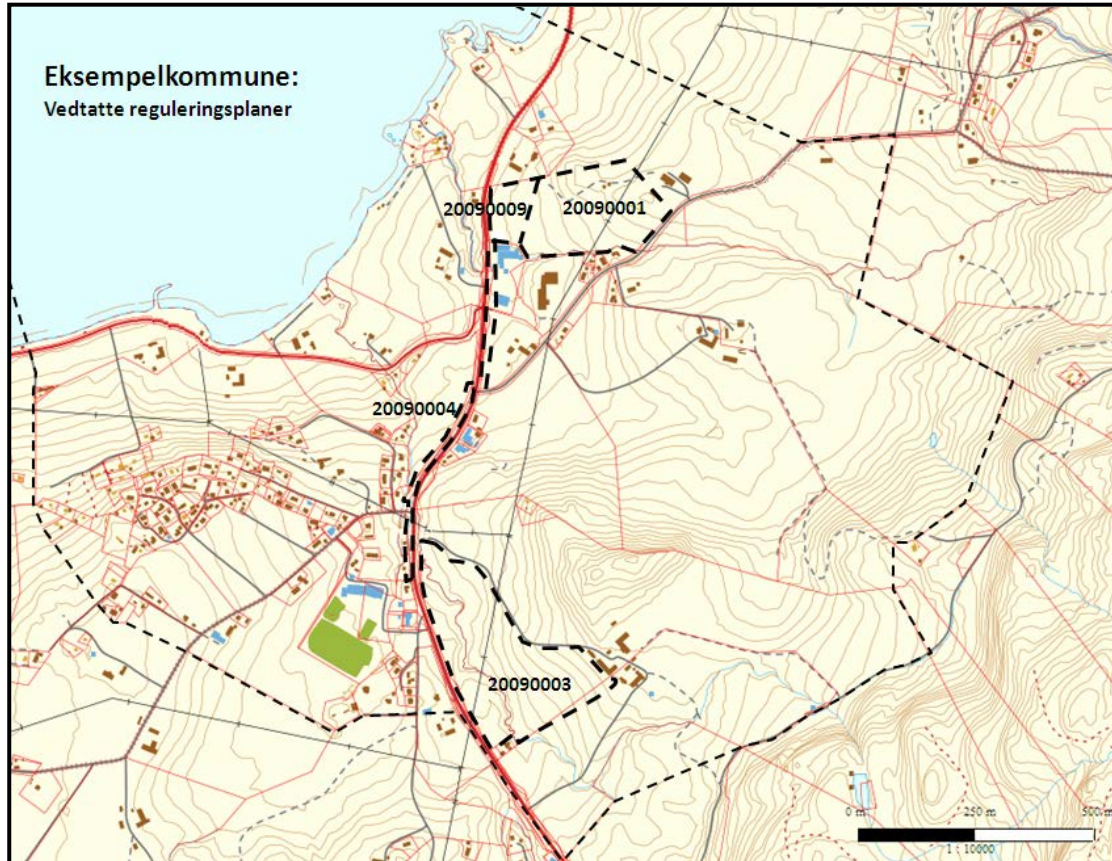 Eksempelkommune:
Vedtatte reguleringsplaner
20090009
20090001
20090004
20090003
0 m
250 m
500 m
1 : 10000